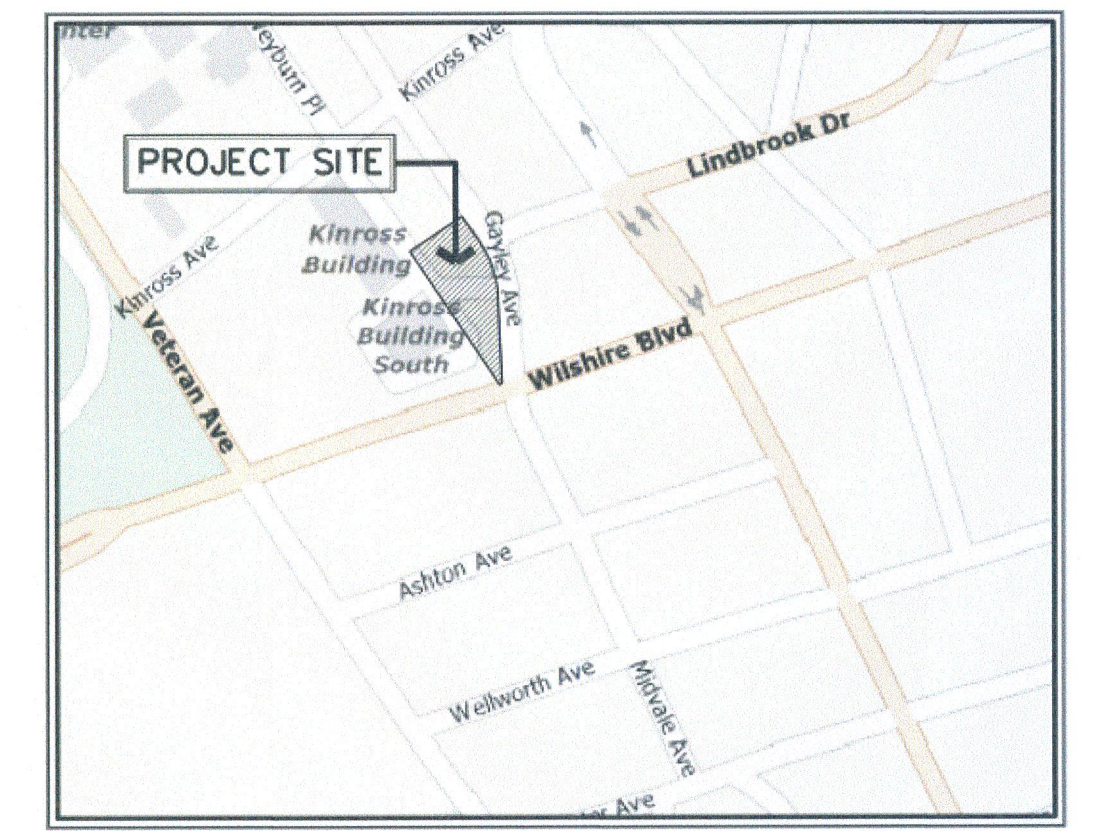 Kinross Ave
PROJECT SITE
Lindbrook Dr
Gayley Ave
Kinross
Building
Kinross Ave
Kinross
Building
South
Veteran Ave
Wilshire Blvd
Ashton Ave
Wellworth Ave
Midvale Ave
Ave